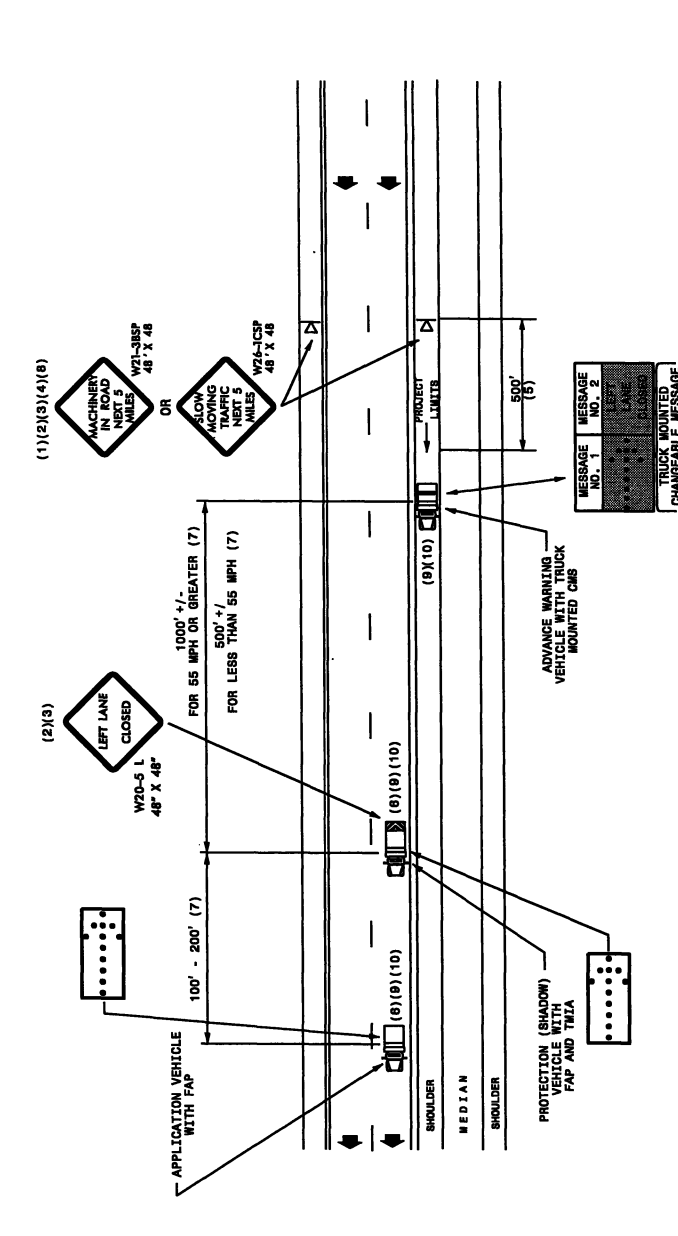 (1)(2)(3)(4)(8)
MACHINERY
IN ROAD
NEXT 5
MILES
W21-3BSP
48' X 48
OR
SLOW
MOVING
TRAFFIC
NEXT 5
MILES
W26-1CSP
48' X 48
(2)(3)
LEFT LANE
CLOSED
W20-5 L
48" X 48"
1000' +/-
FOR 55 MPH OR GREATER (7)
500' +/
FOR LESS THAN 55 MPH (7)
100' - 200' (7)
APPLICATION VEHICLE
WITH FAP
(6)(9)(10)
(6)(9)(10)
(9)(10)
PROJECT
LIMITS
500'
(5)
SHOULDER
MEDIAN
SHOULDER
PROTECTION (SHADOW)
VEHICLE WITH
FAP AND TMIA
ADVANCE WARNING
VEHICLE WITH TRUCK
MOUNTED CMS
MESSAGE
NO. 1
MESSAGE
NO. 2
LEFT
LANE
CLOSED
TRUCK MOUNTED
CHANGEABLE MESSAGE